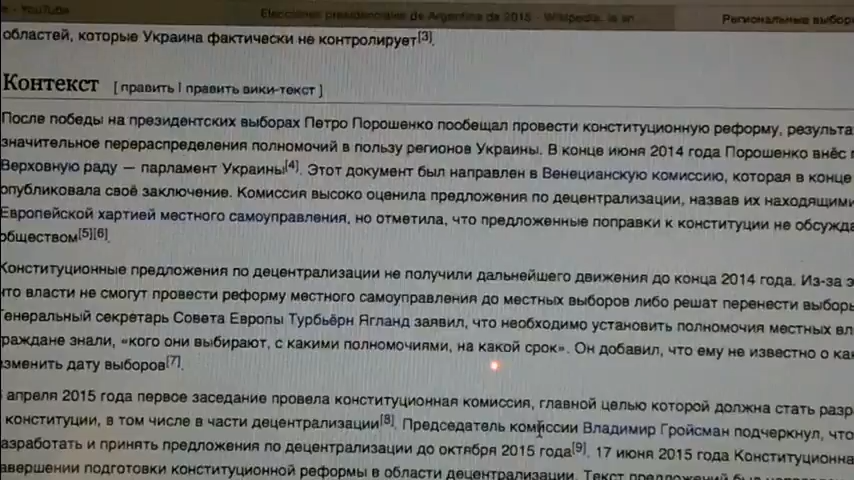 e - YouTube
Elecciones presidenciales de Argentina de 2015 - Wikipedia, la en
Региональные выборы
областей, которые Украина фактически не контролирует[3].
Контекст [ править | править вики-текст ]
После победы на президентских выборах Петро Порошенко пообещал провести конституционную реформу, результа
значительное перераспределения полномочий в пользу регионов Украины. В конце июня 2014 года Порошенко внёс
Верховную раду — парламент Украины[4]. Этот документ был направлен в Венецианскую комиссию, которая в конце
опубликовала своё заключение. Комиссия высоко оценила предложения по децентрализации, назвав их находящими
Европейской хартией местного самоуправления, но отметила, что предложенные поправки к конституции не обсужда
обществом[5][6].
Конституционные предложения по децентрализации не получили дальнейшего движения до конца 2014 года. Из-за э
что власти не смогут провести реформу местного самоуправления до местных выборов либо решат перенести выборы
Генеральный секретарь Совета Европы Турбьёрн Ягланд заявил, что необходимо установить полномочия местных вл
граждане знали, «кого они выбирают, с какими полномочиями, на какой срок». Он добавил, что ему не известно о ка
изменить дату выборов[7].
апреля 2015 года первое заседание провела конституционная комиссия, главной целью которой должна стать разр
конституции, в том числе в части децентрализации[8]. Председатель комиссии Владимир Гройсман подчеркнул, что
разработать и принять предложения по децентрализации до октября 2015 года[9]. 17 июня 2015 года Конституционна
завершении подготовки конституционной реформы в области децентрализации. Текст предложений был